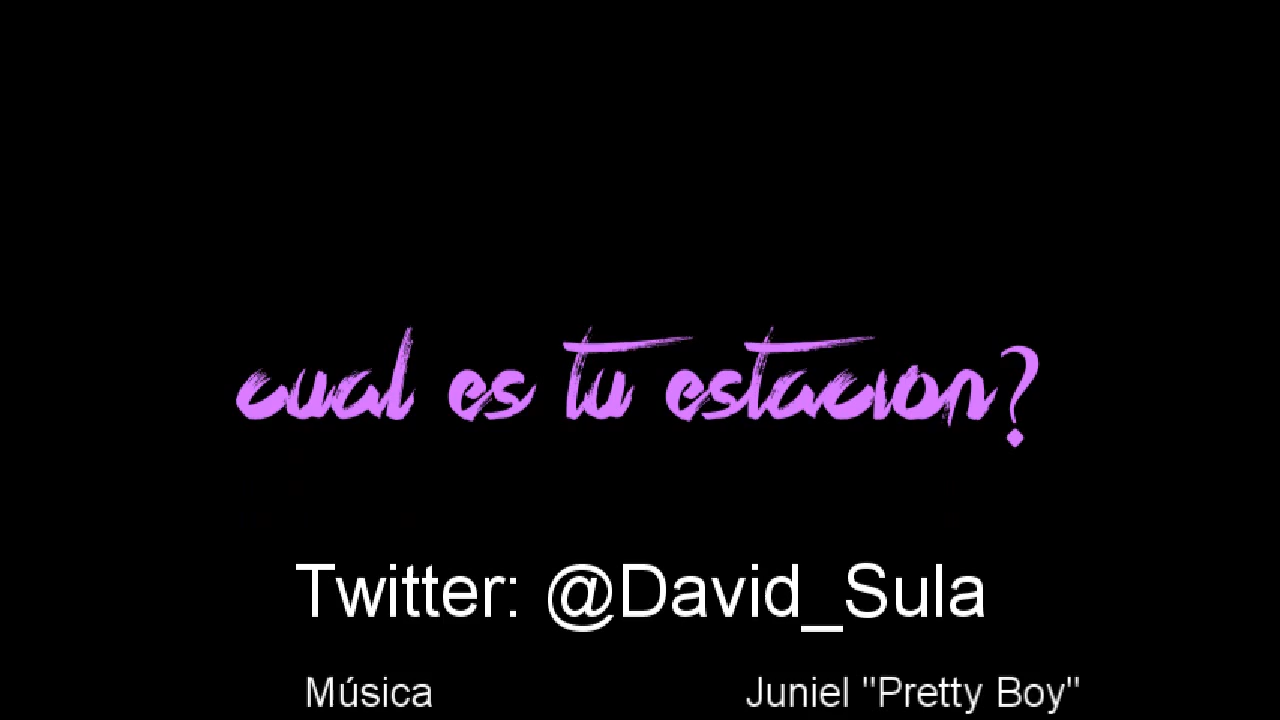 cual es tu estacion?
Twitter: @David_Sula
Música Juniel "Pretty Boy"